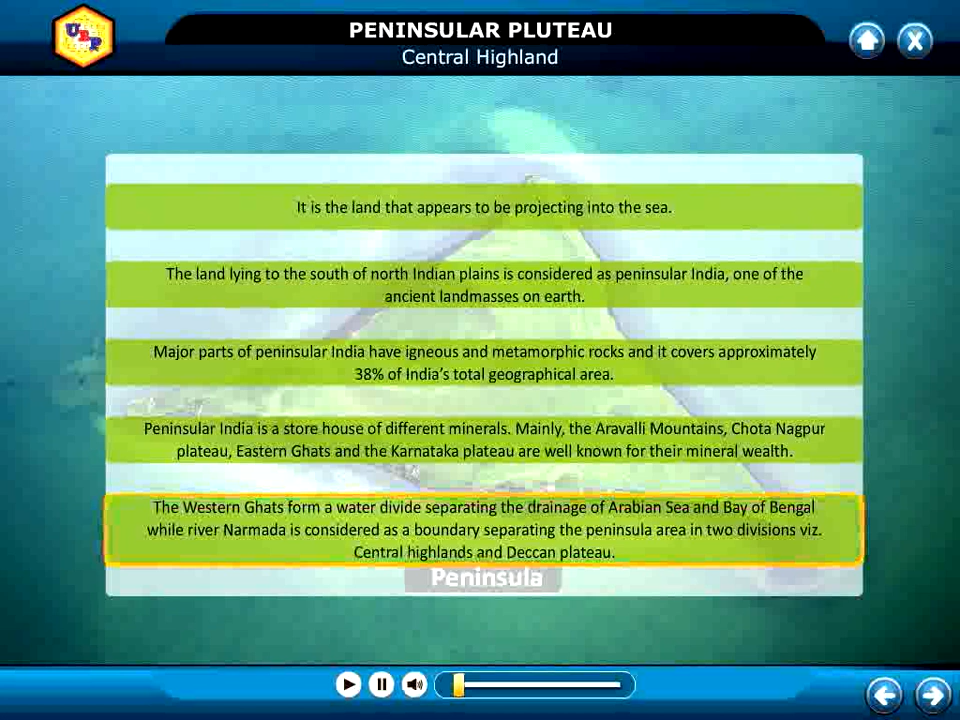 UBP
PENINSULAR PLUTEAU
Central Highland
It is the land that appears to be projecting into the sea.
The land lying to the south of north Indian plains is considered as peninsular India, one of the
ancient landmasses on earth.
Major parts of peninsular India have igneous and metamorphic rocks and it covers approximately
38% of India's total geographical area.
Peninsular India is a store house of different minerals. Mainly, the Aravalli Mountains, Chota Nagpur
plateau, Eastern Ghats and the Karnataka plateau are well known for their mineral wealth.
The Western Ghats form a water divide separating the drainage of Arabian Sea and Bay of Bengal
while river Narmada is considered as a boundary separating the peninsula area in two divisions viz.
Central highlands and Deccan plateau.
Peninsula